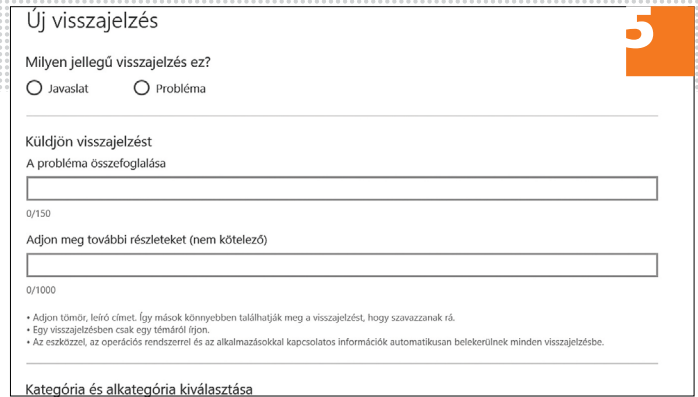 Új visszajelzés
5
Milyen jellegű visszajelzés ez?
Javaslat Probléma
Küldjön visszajelzést
A probléma összefoglalása
0/150
Adjon meg további részleteket (nem kötelező)
0/1000
• Adjon tömör, leíró címet. Így mások könnyebben találhatják meg a visszajelzést, hogy szavazzanak rá.
• Egy visszajelzésben csak egy témáról írjon.
• Az eszközzel, az operációs rendszerrel és az alkalmazásokkal kapcsolatos információk automatikusan belekerülnek minden visszajelzésbe.
Kategória és alkategória kiválasztása